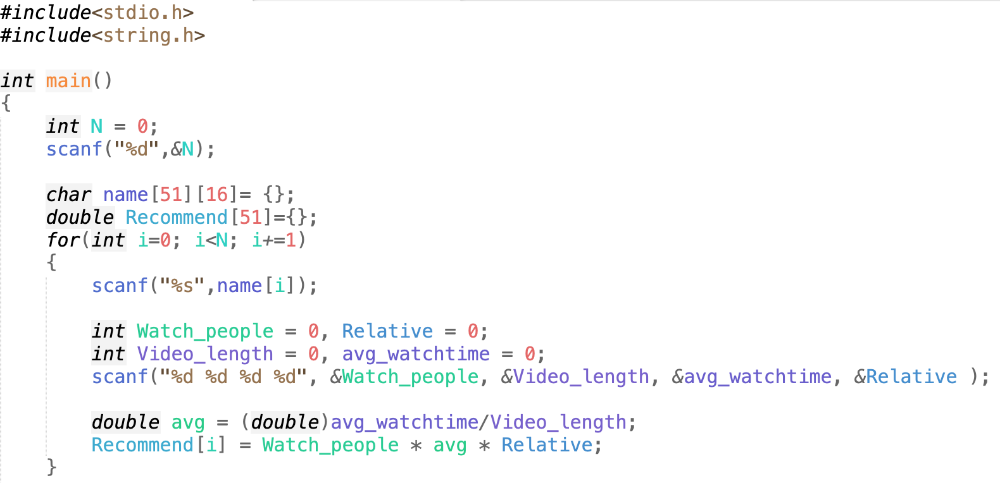 #include<stdio.h>
#include<string.h>
int main()
{
int N = 0;
scanf("%d",&N);
char name[51][16]= {};
double Recommend[51]={};
for(int i=0; i<N; i+=1)
{
scanf("%s",name[i]);
int Watch_people = 0, Relative = 0;
int Video_length = 0, avg_watchtime = 0;
scanf("%d %d %d %d", &Watch_people, &Video_length, &avg_watchtime, &Relative );
double avg = (double)avg_watchtime/Video_length;
Recommend[i] = Watch_people * avg * Relative;
}